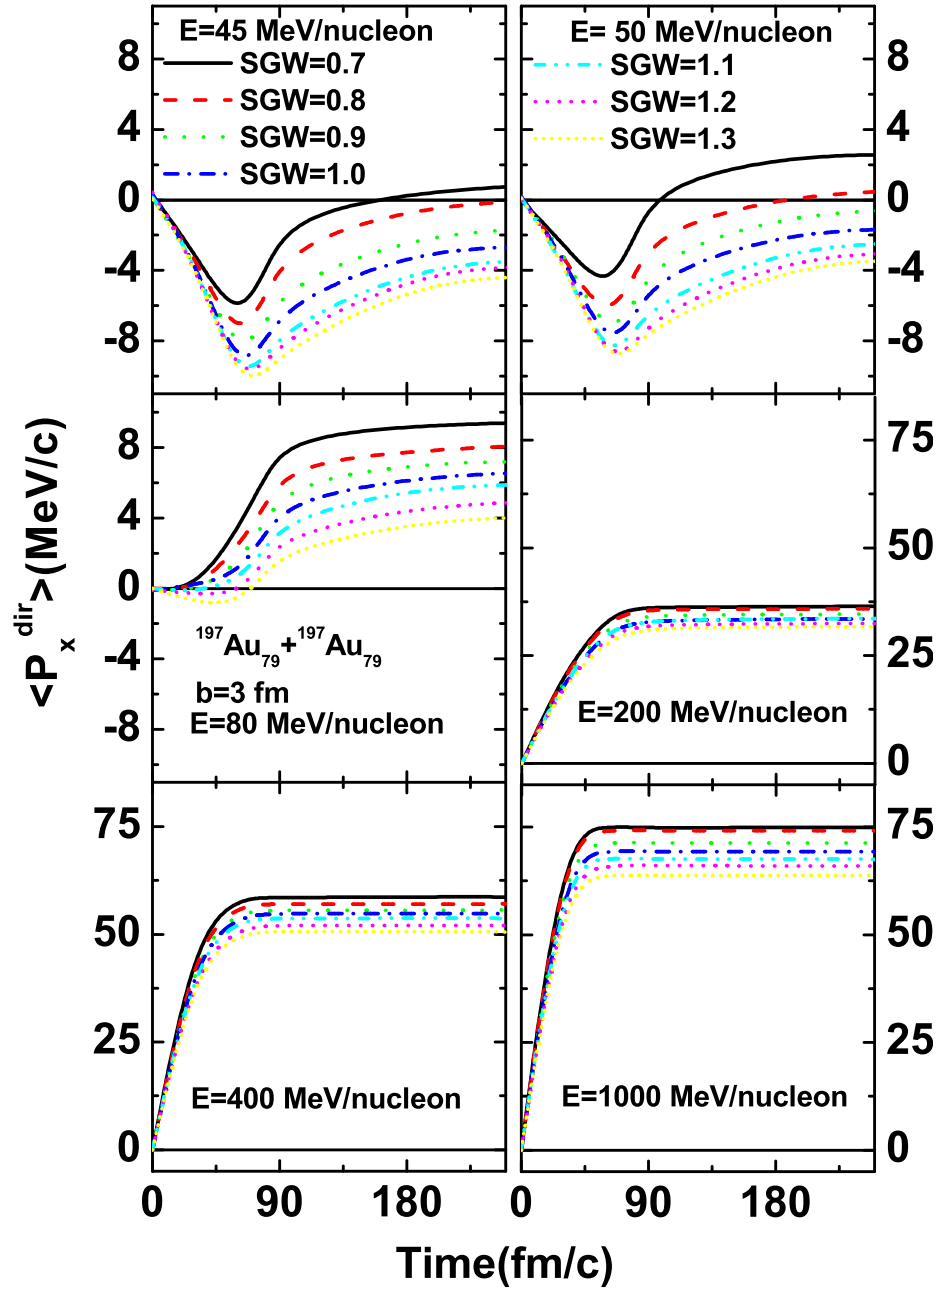 E=45 MeV/nucleon
SGW=0.7
SGW=0.8
SGW=0.9
SGW=1.0
E= 50 MeV/nucleon
SGW=1.1
SGW=1.2
SGW=1.3
8
4
0
-4
-8
8
4
0
-4
-8
<P_x^dir>(MeV/c)
8
4
0
-4
-8
^197Au_79+^197Au_79
b=3 fm
E=80 MeV/nucleon
75
50
25
0
E=200 MeV/nucleon
75
50
25
0
E=400 MeV/nucleon
75
50
25
0
E=1000 MeV/nucleon
0 90 180
0 90 180
Time(fm/c)